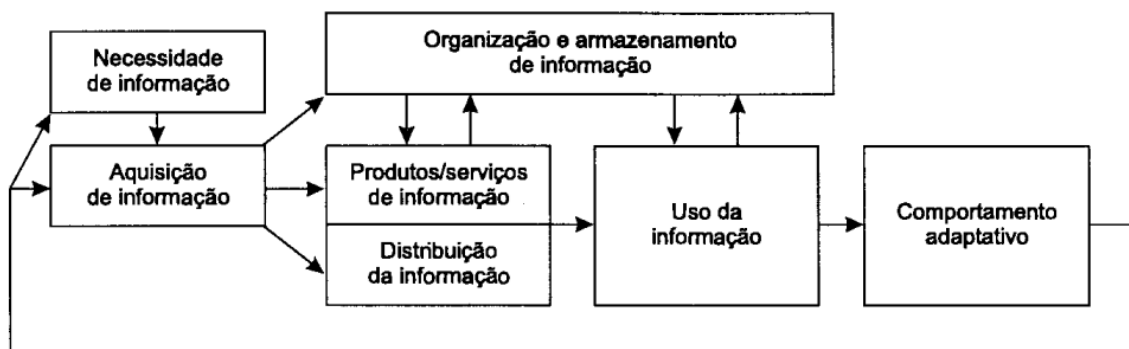 Necessidade
de informação
Organização e armazenamento
de informação
Aquisição
de informação
Produtos/serviços
de informação
Distribuição
da informação
Uso da
informação
Comportamento
adaptativo